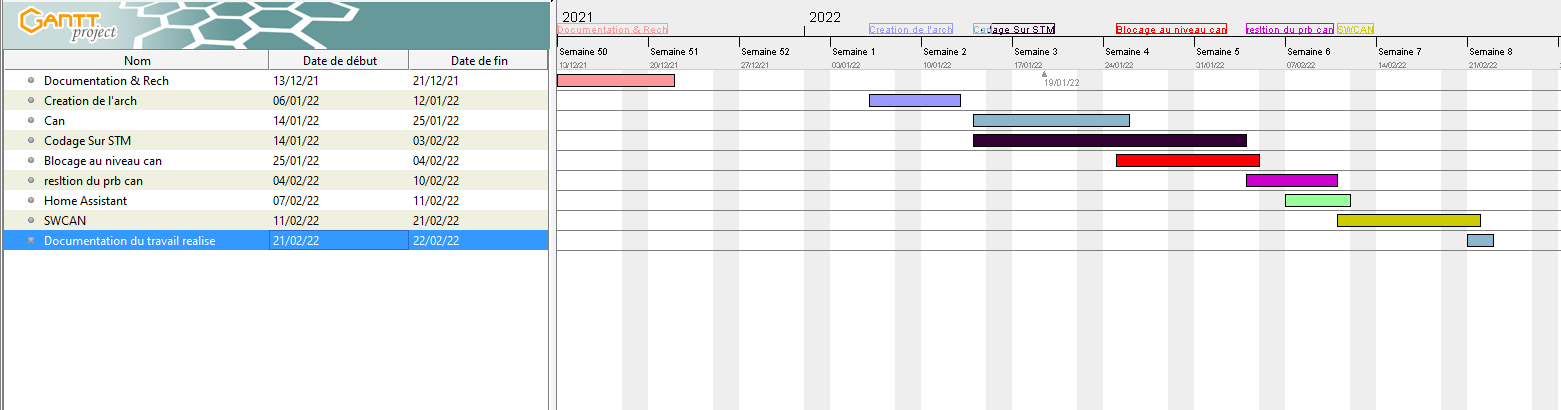 GANTT
project
2021 2022
Documentation & Rech Creation de l'arch Codage Sur STM Blocage au niveau can resltion du prb can SWCAN
Nom Date de début Date de fin
Semaine 50 Semaine 51 Semaine 52 Semaine 1 Semaine 2 Semaine 3 Semaine 4 Semaine 5 Semaine 6 Semaine 7 Semaine 8
13/12/21 20/12/21 27/12/21 03/01/22 10/01/22 17/01/22 24/01/22 31/01/22 07/02/22 14/02/22 21/02/22
19/01/22
Documentation & Rech 13/12/21 21/12/21
Creation de l'arch 06/01/22 12/01/22
Can 14/01/22 25/01/22
Codage Sur STM 14/01/22 03/02/22
Blocage au niveau can 25/01/22 04/02/22
resltion du prb can 04/02/22 10/02/22
Home Assistant 07/02/22 11/02/22
SWCAN 11/02/22 21/02/22
Documentation du travail realise 21/02/22 22/02/22